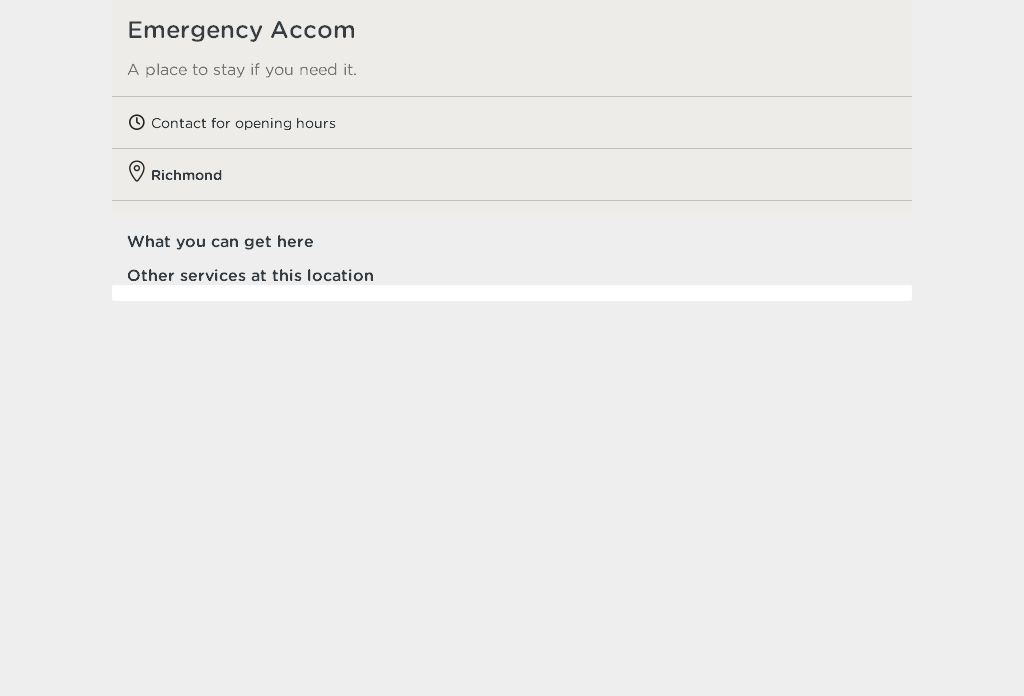 Emergency Accom
A place to stay if you need it.
Contact for opening hours
Richmond
What you can get here
Other services at this location